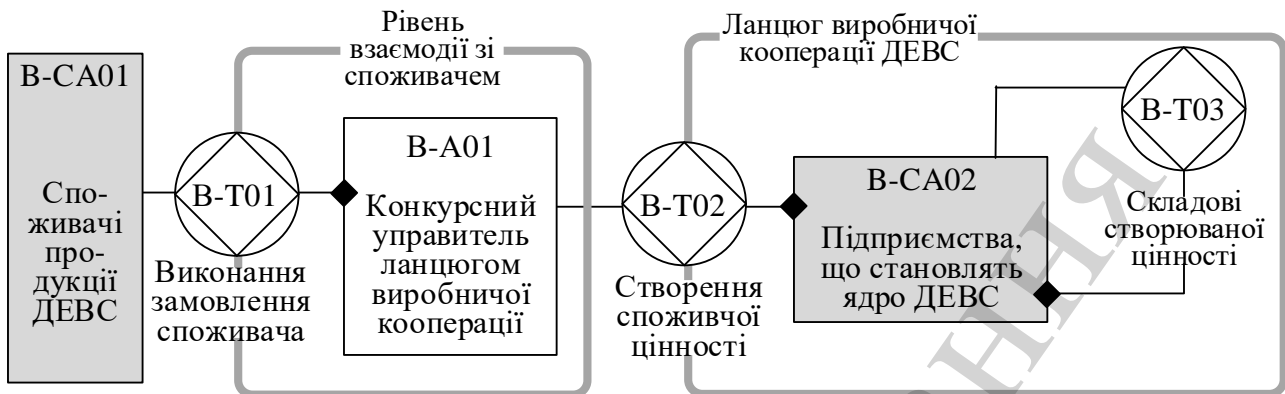 Рівень
взаємодії зі
споживачем
Ланцюг виробничої
кооперації ДЕВС
B-CA01
Спо-
живачі
про-
дукції
ДЕВС
B-T01
Виконання
замовлення
споживача
B-A01
Конкурсний
управитель
ланцюгом
виробничої
кооперації
B-T02
Створення
споживчої
цінності
B-CA02
Підприємства,
що становлять
ядро ДЕВС
B-T03
Складові
створюваної
цінності